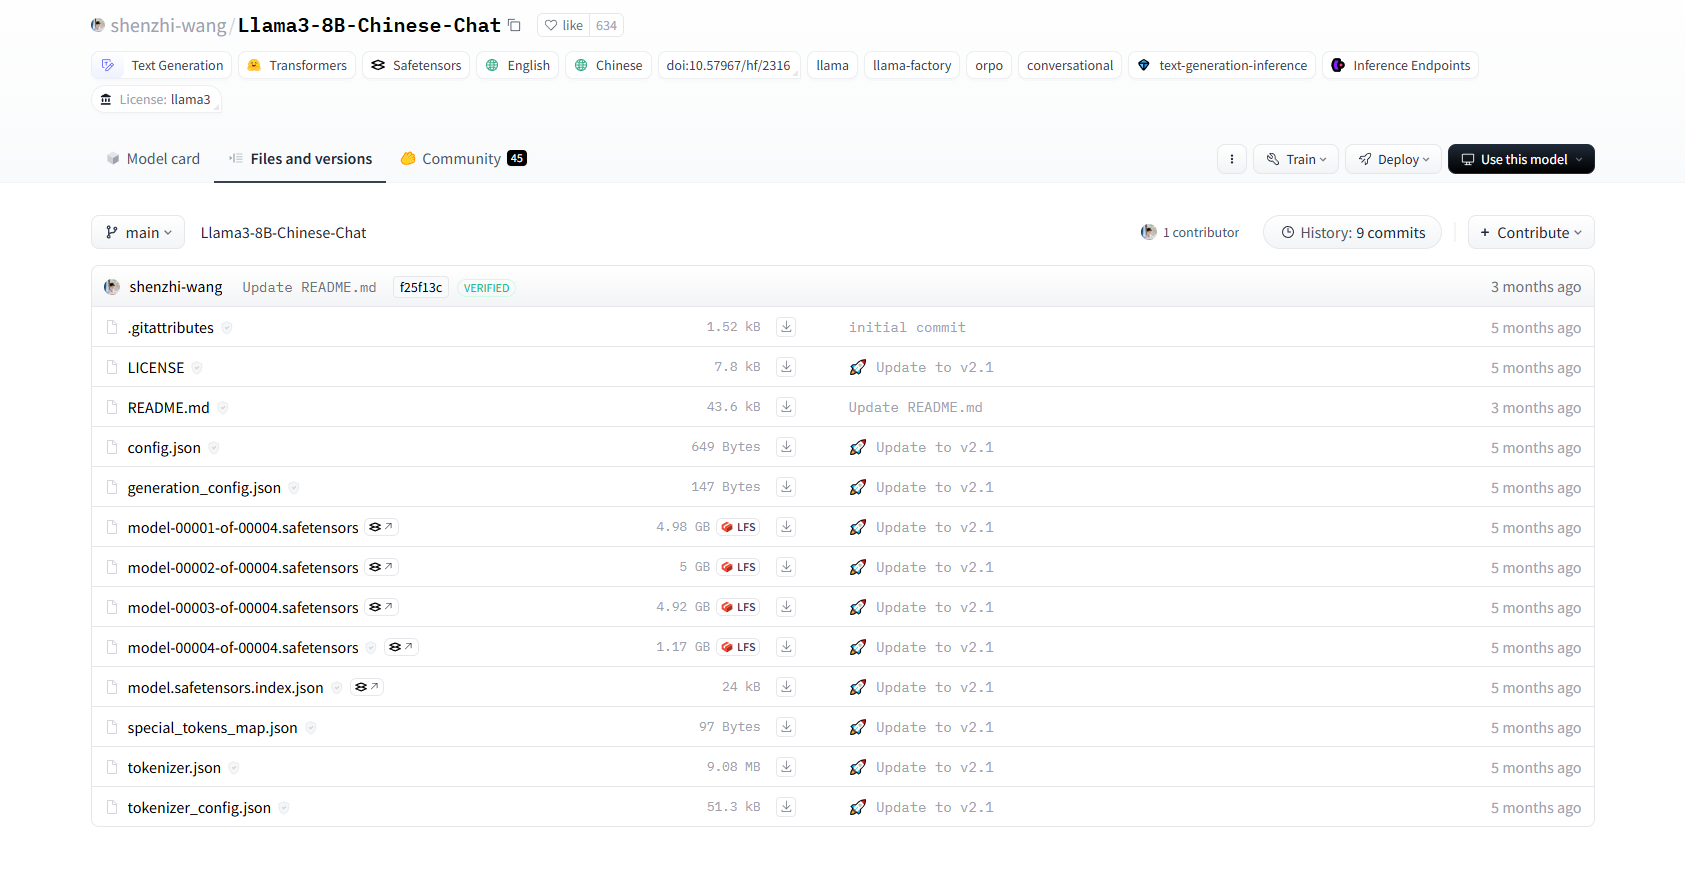 shenzhi-wang/Llama3-8B-Chinese-Chat like 634
Text Generation Transformers Safetensors English Chinese doi:10.57967/hf/2316 llama llama-factory orpo conversational text-generation-inference Inference Endpoints
License: llama3
Model card Files and versions Community 45 Train Deploy Use this model
main Llama3-8B-Chinese-Chat 1 contributor History: 9 commits + Contribute
shenzhi-wang Update README.md f25f13c VERIFIED 3 months ago
.gitattributes 1.52 kB initial commit 5 months ago
LICENSE 7.8 kB 🚀 Update to v2.1 5 months ago
README.md 43.6 kB Update README.md 3 months ago
config.json 649 Bytes 🚀 Update to v2.1 5 months ago
generation_config.json 147 Bytes 🚀 Update to v2.1 5 months ago
model-00001-of-00004.safetensors 4.98 GB LFS 🚀 Update to v2.1 5 months ago
model-00002-of-00004.safetensors 5 GB LFS 🚀 Update to v2.1 5 months ago
model-00003-of-00004.safetensors 4.92 GB LFS 🚀 Update to v2.1 5 months ago
model-00004-of-00004.safetensors 1.17 GB LFS 🚀 Update to v2.1 5 months ago
model.safetensors.index.json 24 kB 🚀 Update to v2.1 5 months ago
special_tokens_map.json 97 Bytes 🚀 Update to v2.1 5 months ago
tokenizer.json 9.08 MB 🚀 Update to v2.1 5 months ago
tokenizer_config.json 51.3 kB 🚀 Update to v2.1 5 months ago